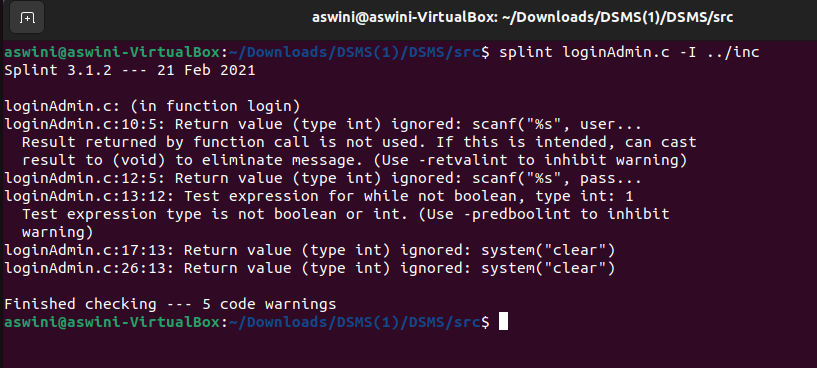 aswini@aswini-VirtualBox: ~/Downloads/DSMS(1)/DSMS/src
aswini@aswini-VirtualBox:~/Downloads/DSMS(1)/DSMS/src$ splint loginAdmin.c -I ../inc
Splint 3.1.2 --- 21 Feb 2021
loginAdmin.c: (in function login)
loginAdmin.c:10:5: Return value (type int) ignored: scanf("%s", user...
Result returned by function call is not used. If this is intended, can cast
result to (void) to eliminate message. (Use -retvalint to inhibit warning)
loginAdmin.c:12:5: Return value (type int) ignored: scanf("%s", pass...
loginAdmin.c:13:12: Test expression for while not boolean, type int: 1
Test expression type is not boolean or int. (Use -predboolint to inhibit
warning)
loginAdmin.c:17:13: Return value (type int) ignored: system("clear")
loginAdmin.c:26:13: Return value (type int) ignored: system("clear")
Finished checking --- 5 code warnings
aswini@aswini-VirtualBox:~/Downloads/DSMS(1)/DSMS/src$